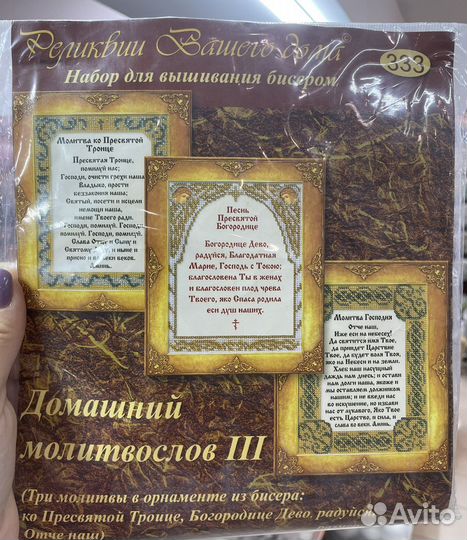 Реликвии Вашего дома
Набор для вышивания бисером
333
Молитва ко Пресвятой
Троице
Пресвятая Троице,
помилуй нас;
Господи, очисти грехи наша;
Владыко, прости
беззакония наша;
Святый, посети и исцели
немощи наша,
имене Твоего ради.
Господи, помилуй. Господи,
помилуй. Господи, помилуй.
Слава Отцу и Сыну и
Святому Духу, и ныне и
присно и во веки веков.
Аминь.
Песнь
Пресвятой
Богородице
Богородице Дево,
радуйся, Благодатная
Марие, Господь с Тобою;
благословена Ты в женах
и благословен плод чрева
Твоего, яко Спаса родила
еси душ наших.
Молитва Господня
Отче наш,
Иже еси на небесех!
Да святится имя Твое,
да приидет Царствие
Твое, да будет воля Твоя,
яко на Небеси и на земли.
Хлеб наш насущный
даждь нам днесь; и остави
нам долги наша, якоже и
мы оставляем должником
нашим; и не введи нас
во искушение, но избави
нас от лукаваго. Яко Твое
есть Царство, и сила, и
слава во веки. Аминь.
Домашний
молитвослов III
(Три молитвы в орнаменте из бисера:
ко Пресвятой Троице, Богородице Дево, радуйся
Отче наш)
Avito